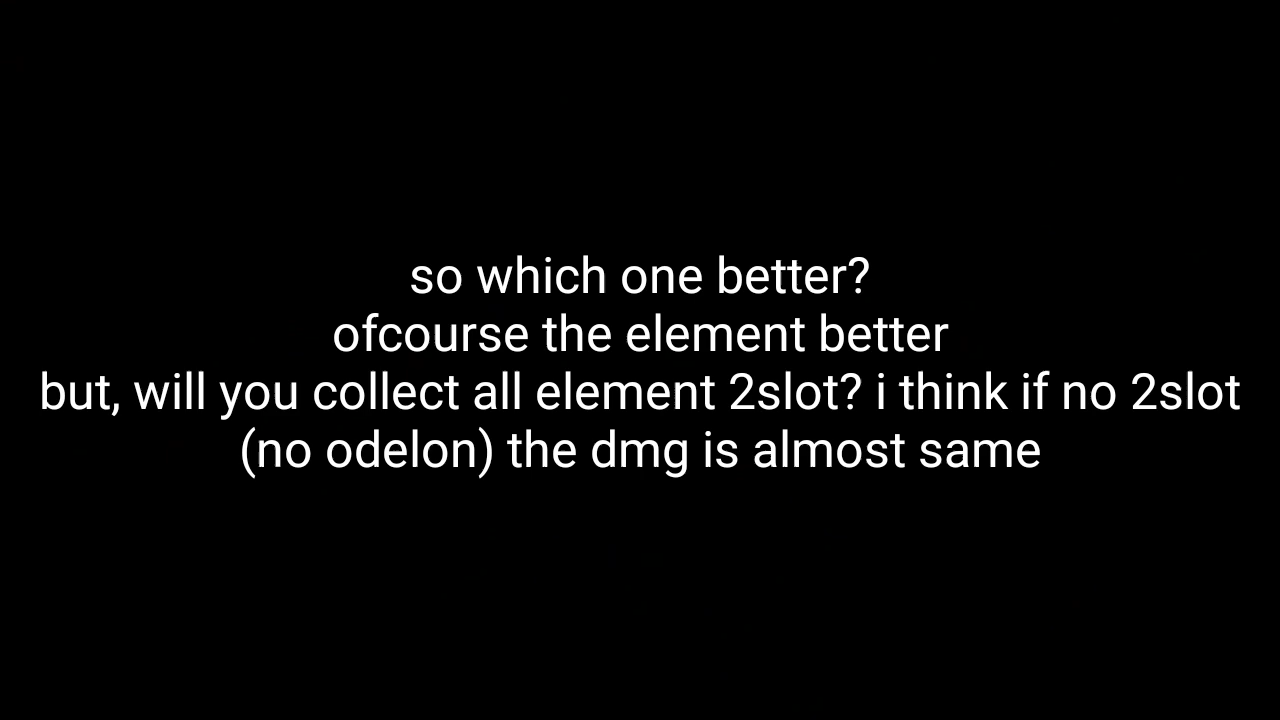 so which one better?
ofcourse the element better
but, will you collect all element 2slot? i think if no 2slot
(no odelon) the dmg is almost same